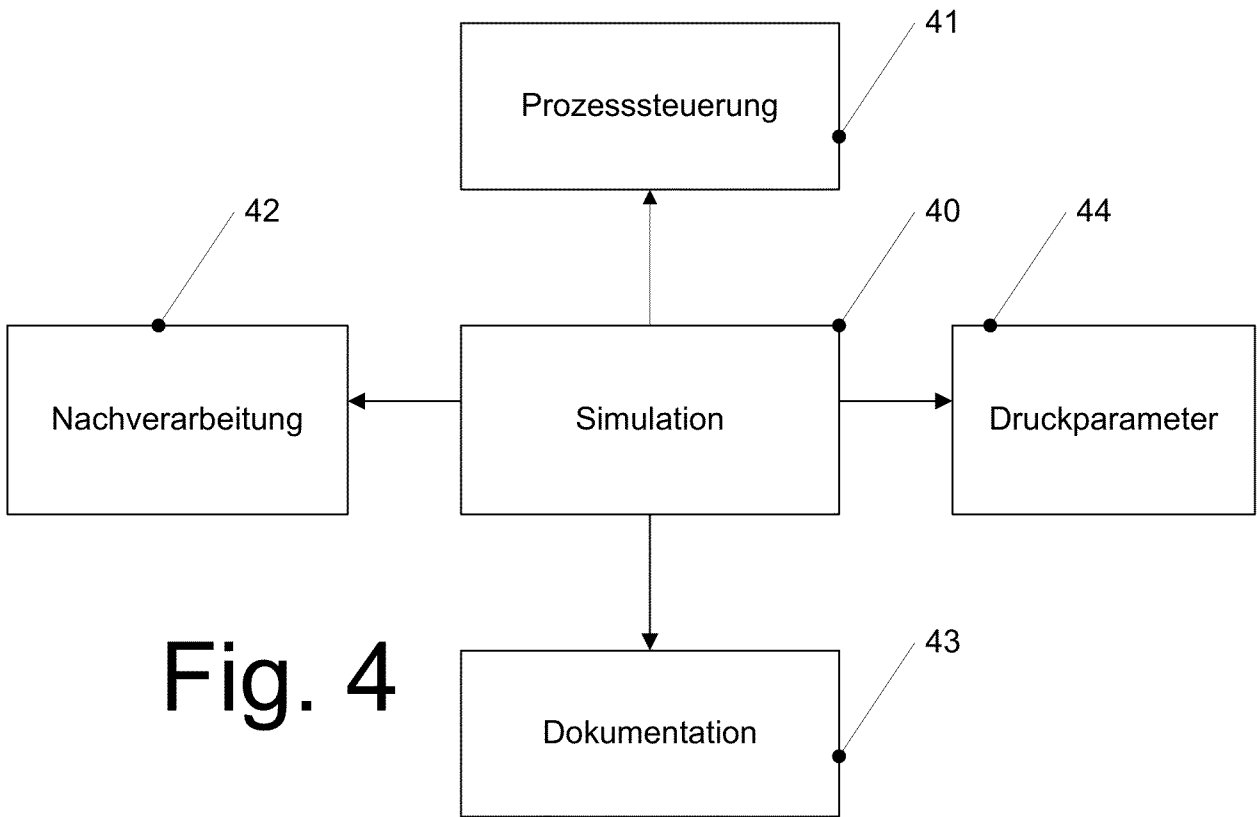 41
Prozesssteuerung
42
40
44
Nachverarbeitung
Simulation
Druckparameter
43
Fig. 4
Dokumentation